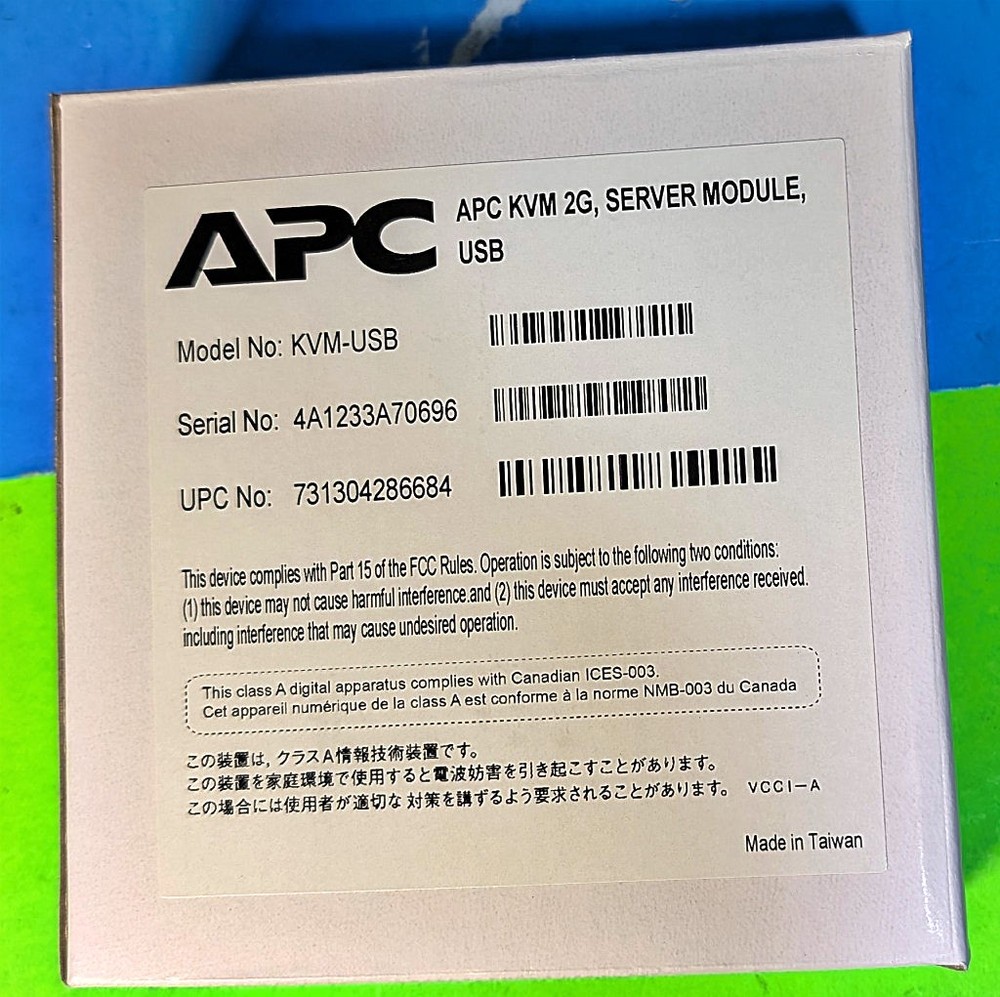 APC
APC KVM 2G, SERVER MODULE,
USB
Model No: KVM-USB
Serial No: 4A1233A70696
UPC No: 731304286684
This device complies with Part 15 of the FCC Rules. Operation is subject to the following two conditions:
(1) this device may not cause harmful interference.and (2) this device must accept any interference received.
including interference that may cause undesired operation.
This class A digital apparatus complies with Canadian ICES-003.
Cet appareil numérique de la class A est conforme à la norme NMB-003 du Canada
この装置は, クラスA情報技術装置です。
この装置を家庭環境で使用すると電波妨害を引き起こすことがあります。
この場合には使用者が適切な 対策を講ずるよう要求されることがあります。 VCCI-A
Made in Taiwan